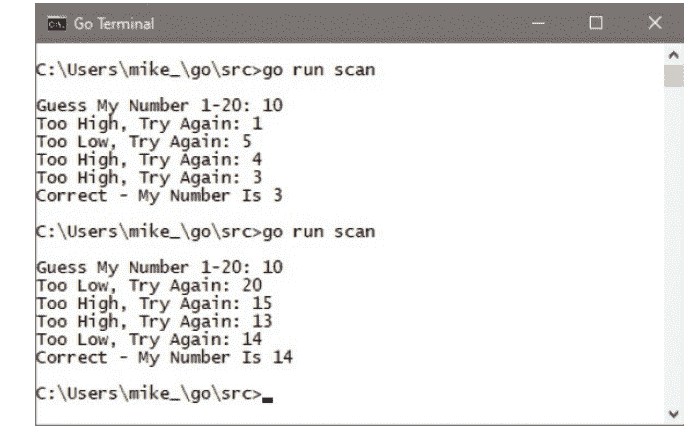 Go Terminal
C:\Users\mike_\go\src>go run scan
Guess My Number 1-20: 10
Too High, Try Again: 1
Too Low, Try Again: 5
Too High, Try Again: 4
Too High, Try Again: 3
Correct - My Number Is 3
C:\Users\mike_\go\src>go run scan
Guess My Number 1-20: 10
Too Low, Try Again: 20
Too High, Try Again: 15
Too High, Try Again: 13
Too Low, Try Again: 14
Correct - My Number Is 14
C:\Users\mike_\go\src>